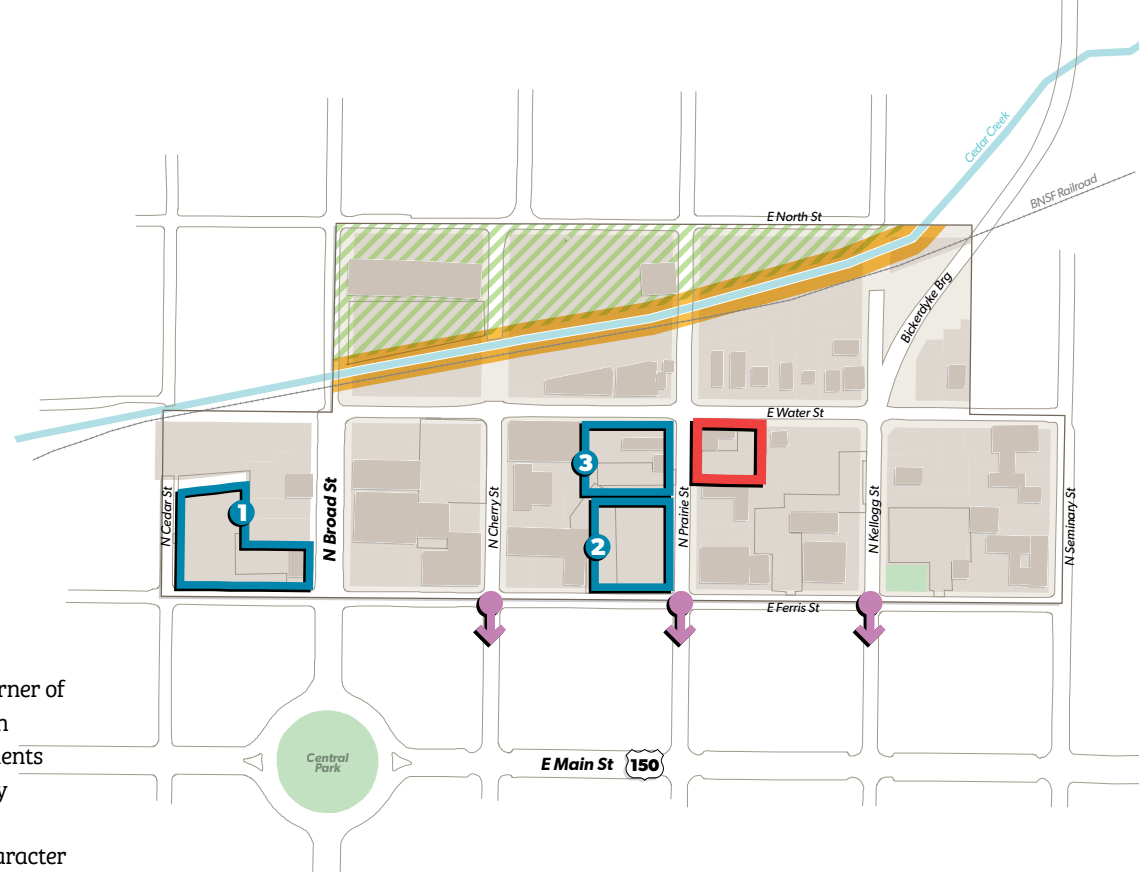 Cedar Creek
BNSF Railroad
E North St
Bickerdyke Brg
E Water St
3
N Cedar St
1
N Broad St
N Cherry St
2
N Prairie St
N Kellogg St
N Seminary St
E Ferris St
rner of
Central
Park
E Main St 150
y
aracter